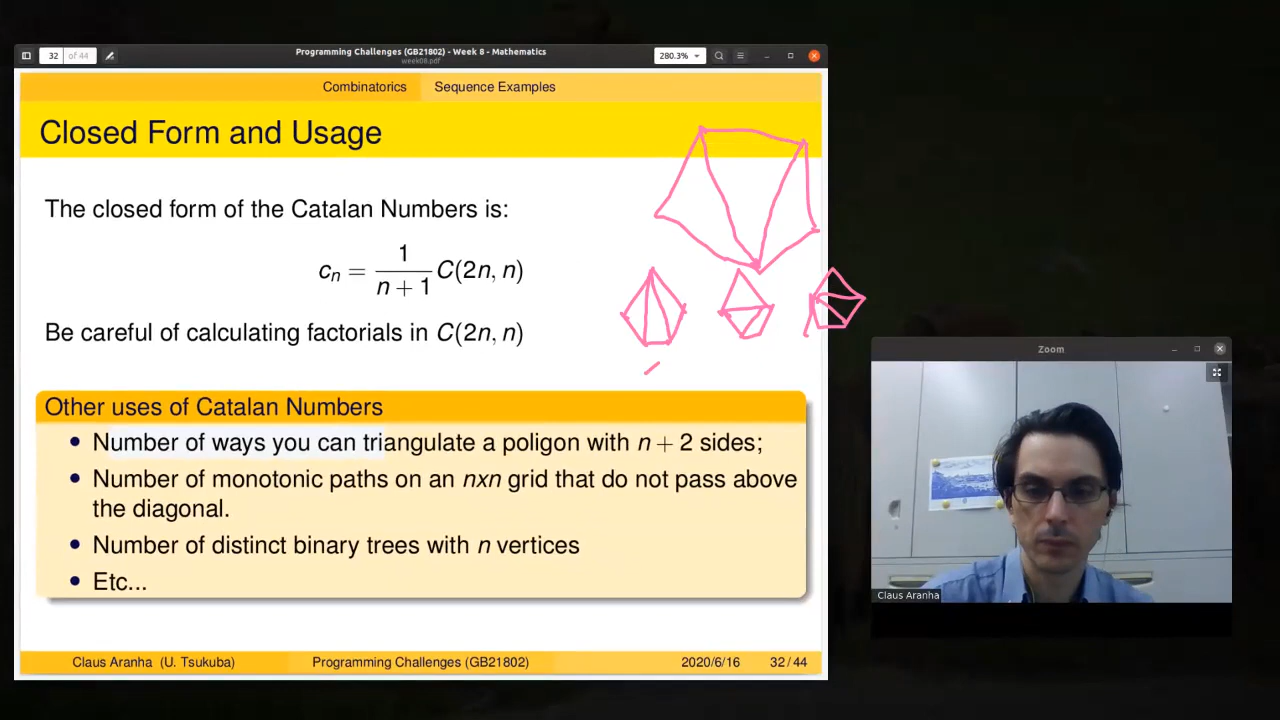 32 of 44
Programming Challenges (GB21802) - Week 8 - Mathematics
week08.pdf
280.3%
Combinatorics Sequence Examples
Closed Form and Usage
The closed form of the Catalan Numbers is:
cn = 1/n + 1 C(2n, n)
Be careful of calculating factorials in C(2n, n)
Other uses of Catalan Numbers
• Number of ways you can triangulate a poligon with n + 2 sides;
• Number of monotonic paths on an nxn grid that do not pass above
the diagonal.
• Number of distinct binary trees with n vertices
• Etc...
Claus Aranha (U. Tsukuba) Programming Challenges (GB21802) 2020/6/16 32 / 44
Zoom
Claus Aranha